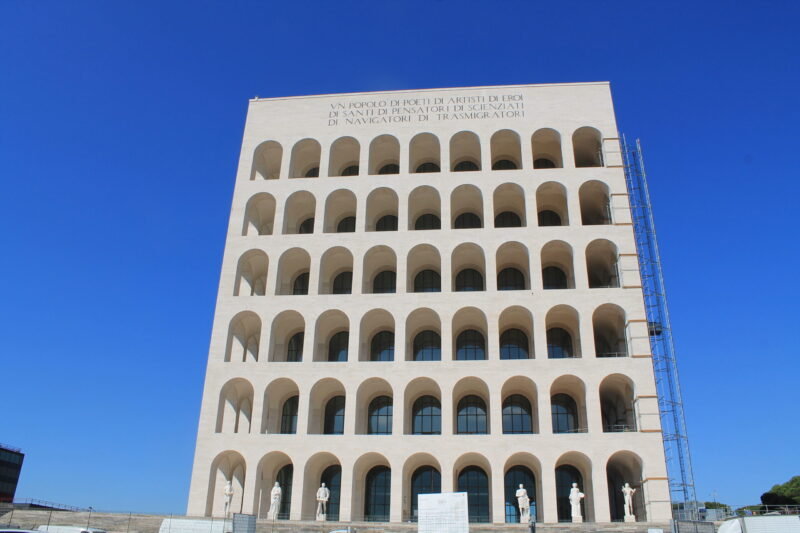 VN POPOLO DI POETI DI ARTISTI DI EROI
DI SANTI DI PENSATORI DI SCIENZIATI
DI NAVIGATORI DI TRASMIGRATORI